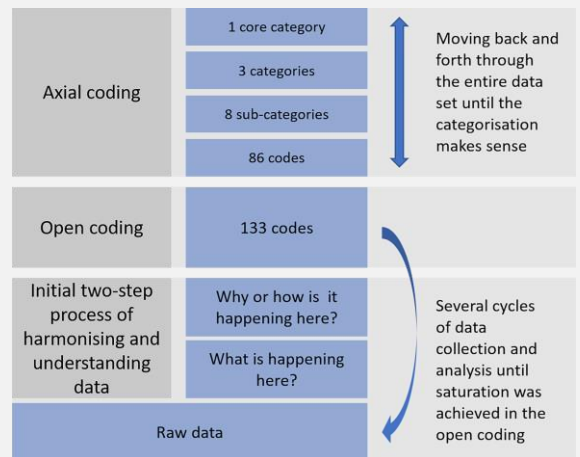 Axial coding
1 core category
3 categories
8 sub-categories
86 codes
Moving back and
forth through
the entire data
set until the
categorisation
makes sense
Open coding
133 codes
Initial two-step
process of
harmonising and
understanding
data
Why or how is it
happening here?
What is happening
here?
Several cycles
of data
collection and
analysis until
saturation was
achieved in the
open coding
Raw data